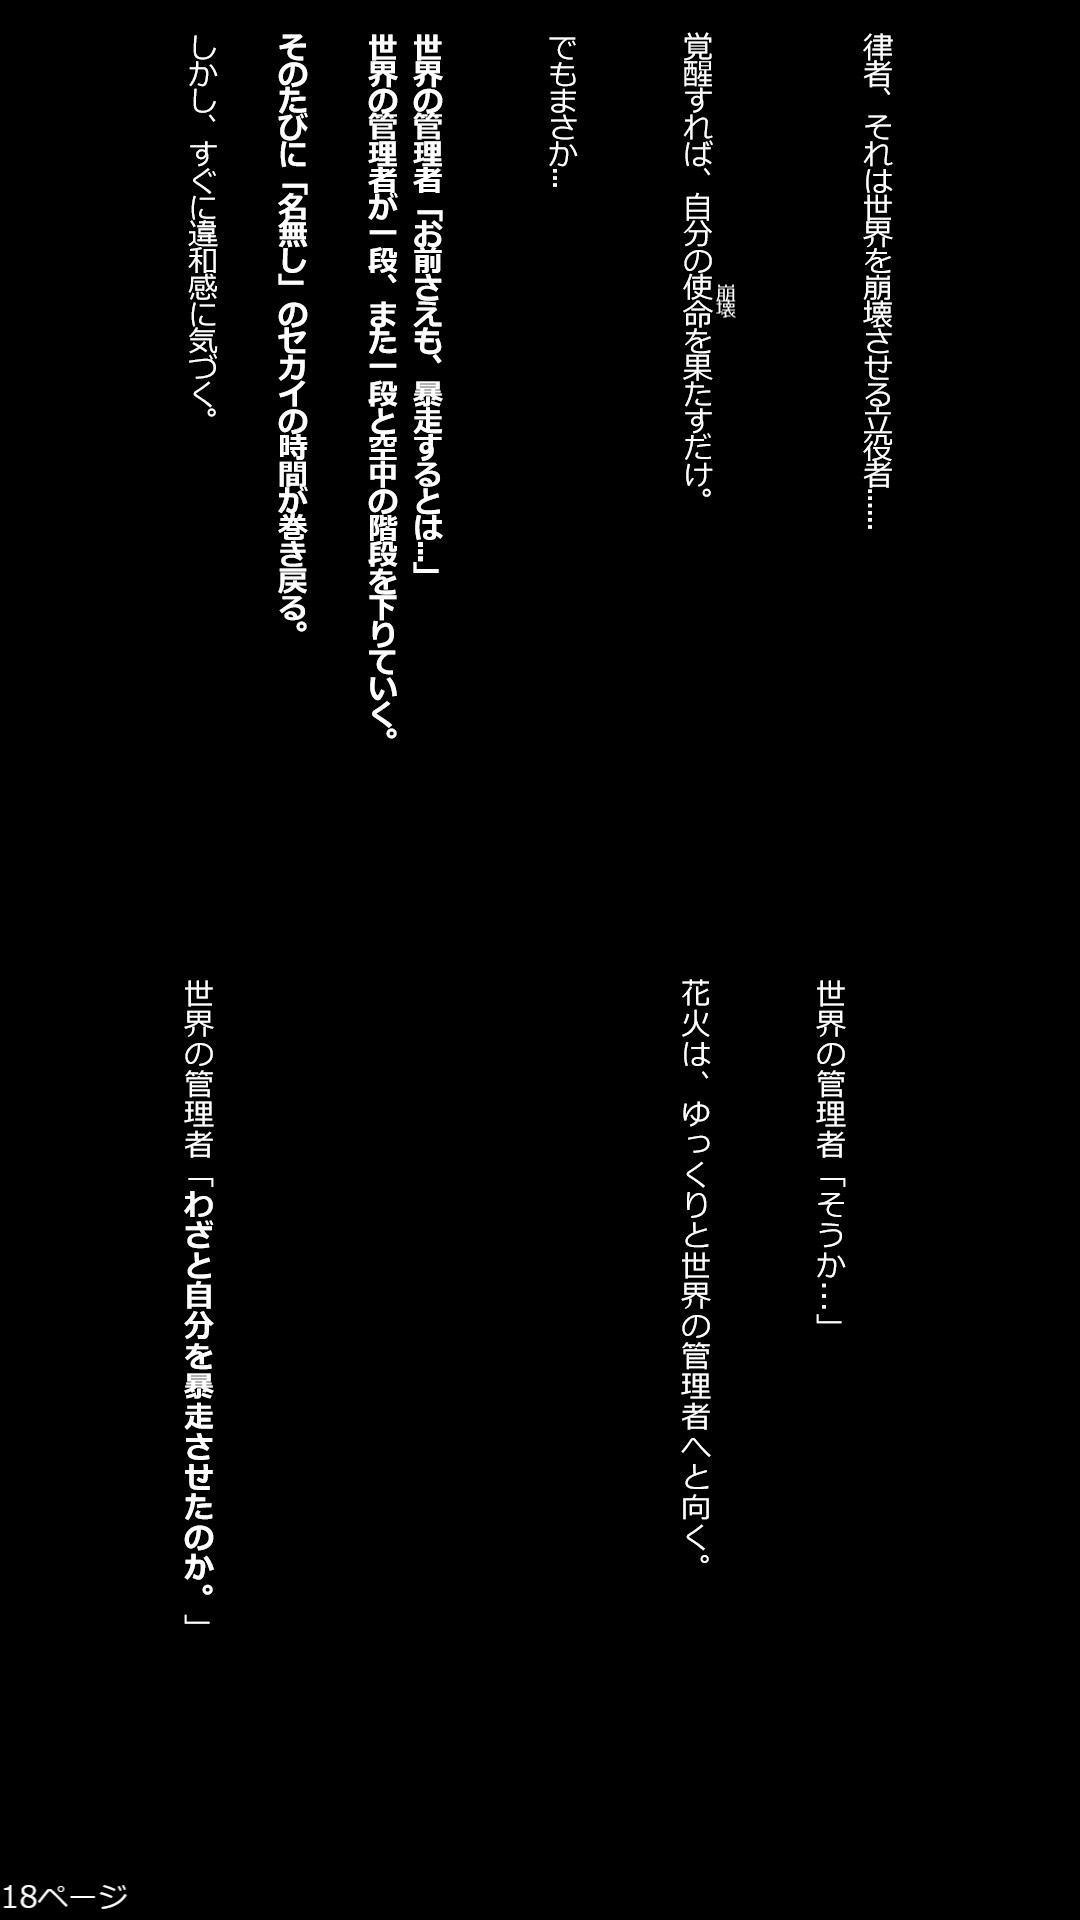 律者、それは世界を崩壊させる立役者……
崩壊
覚醒すれば、自分の使命を果たすだけ。
でもまさか…
世界の管理者「お前さえも、暴走するとは…」
世界の管理者が一段、また一段と空中の階段を下りていく。
そのたびに「名無し」のセカイの時間が巻き戻る。
しかし、すぐに違和感に気づく。
世界の管理者「そうか…」
花火は、ゆっくりと世界の管理者へと向く。
世界の管理者「わざと自分を暴走させたのか。」
18ページ